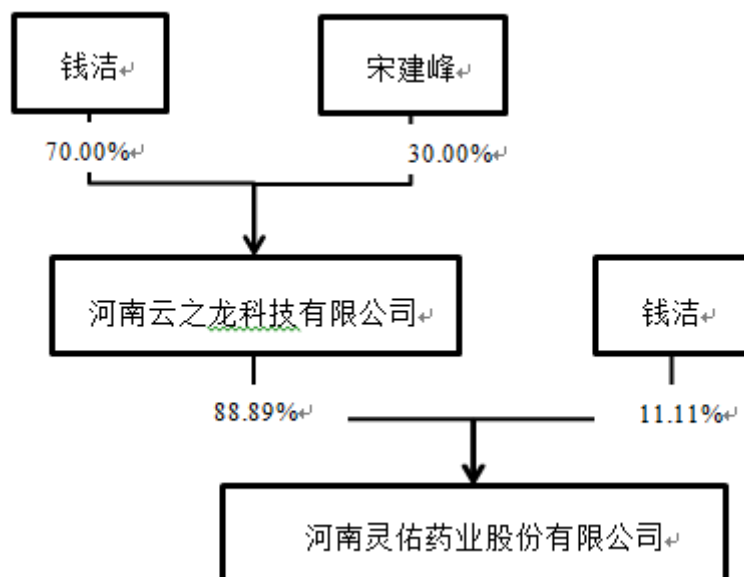 钱洁
宋建峰
70.00%
30.00%
河南云之龙科技有限公司
钱洁
88.89%
11.11%
河南灵佑药业股份有限公司